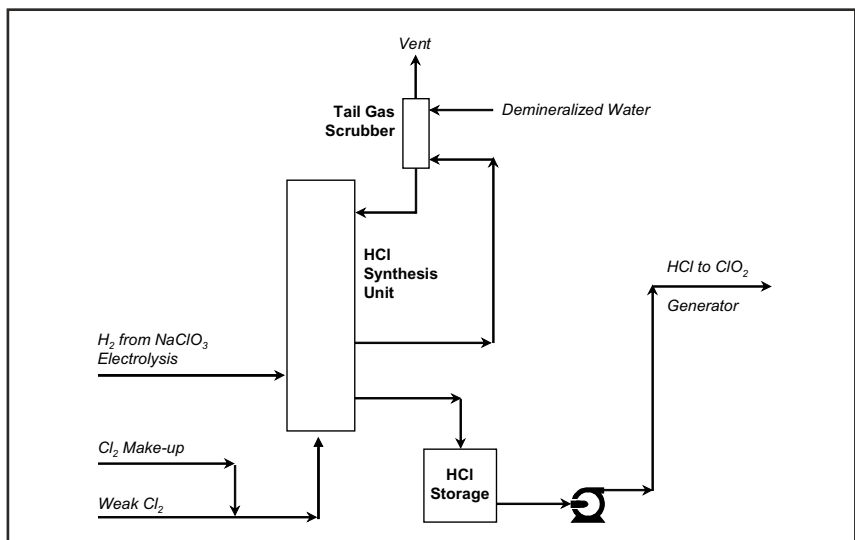 Vent
Tail Gas
Scrubber
Demineralized Water
HCl
Synthesis
Unit
HCl to ClO₂
Generator
H₂ from NaClO₃
Electrolysis
Cl₂ Make-up
Weak Cl₂
HCl
Storage